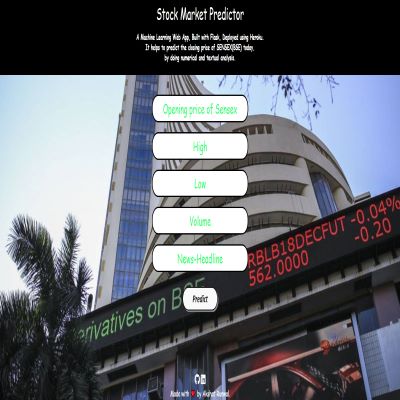 Stock Market Predictor
A Machine Learning Web App, Built with Flask, Deployed using Heroku.
It helps to predict the closing price of SENSEX(BSE) today,
by doing numerical and textual analysis.
Opening price of Sensex
High
Low
Volume
News-Headline
RBLB18DECFUT -0.04%
562.0000 -0.20
erivatives on BSE
Predict
Made with ❤ by Akshat Runwal